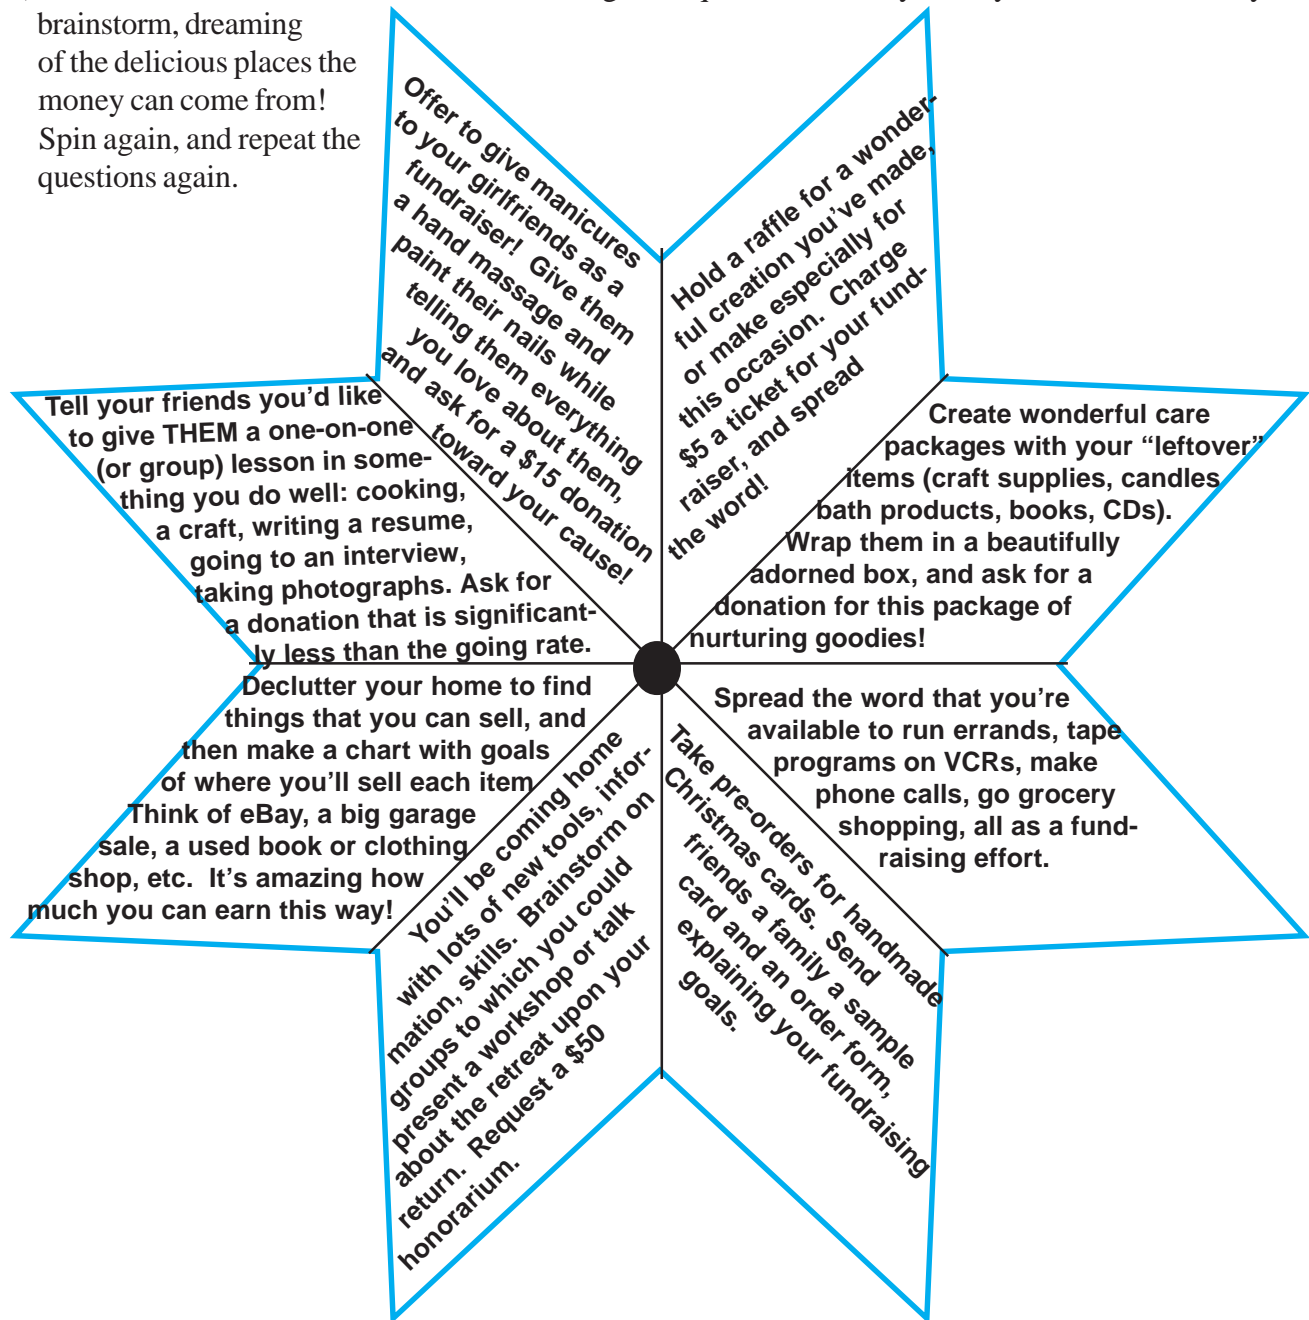 brainstorm, dreaming
of the delicious places the
money can come from!
Spin again, and repeat the
questions again.
Offer to give manicures
to your girlfriends as a
fundraiser!  Give them
a hand massage and
paint their nails while
telling them everything
you love about them,
and ask for a $15 donation
toward your cause!
Hold a raffle for a wonder-
ful creation you've made,
or make especially for
this occasion.  Charge
$5 a ticket for your fund-
raiser, and spread
the word!
Create wonderful care
packages with your “leftover”
items (craft supplies, candles
bath products, books, CDs).
Wrap them in a beautifully
adorned box, and ask for a
donation for this package of
nurturing goodies!
Spread the word that you’re
available to run errands, tape
programs on VCRs, make
phone calls, go grocery
shopping, all as a fund-
raising effort.
Take pre-orders for handmade
Christmas cards.  Send
friends a family a sample
card and an order form,
explaining your fundraising
goals.
You’ll be coming home
with lots of new tools, infor-
mation, skills.  Brainstorm on
groups to which you could
present a workshop or talk
about the retreat upon your
return.  Request a $50
honorarium.
Declutter your home to find
things that you can sell, and
then make a chart with goals
of where you’ll sell each item
Think of eBay, a big garage
sale, a used book or clothing
shop, etc.  It’s amazing how
much you can earn this way!
Tell your friends you’d like
to give THEM a one-on-one
(or group) lesson in some-
thing you do well: cooking,
a craft, writing a resume,
going to an interview,
taking photographs. Ask for
a donation that is significant-
ly less than the going rate.